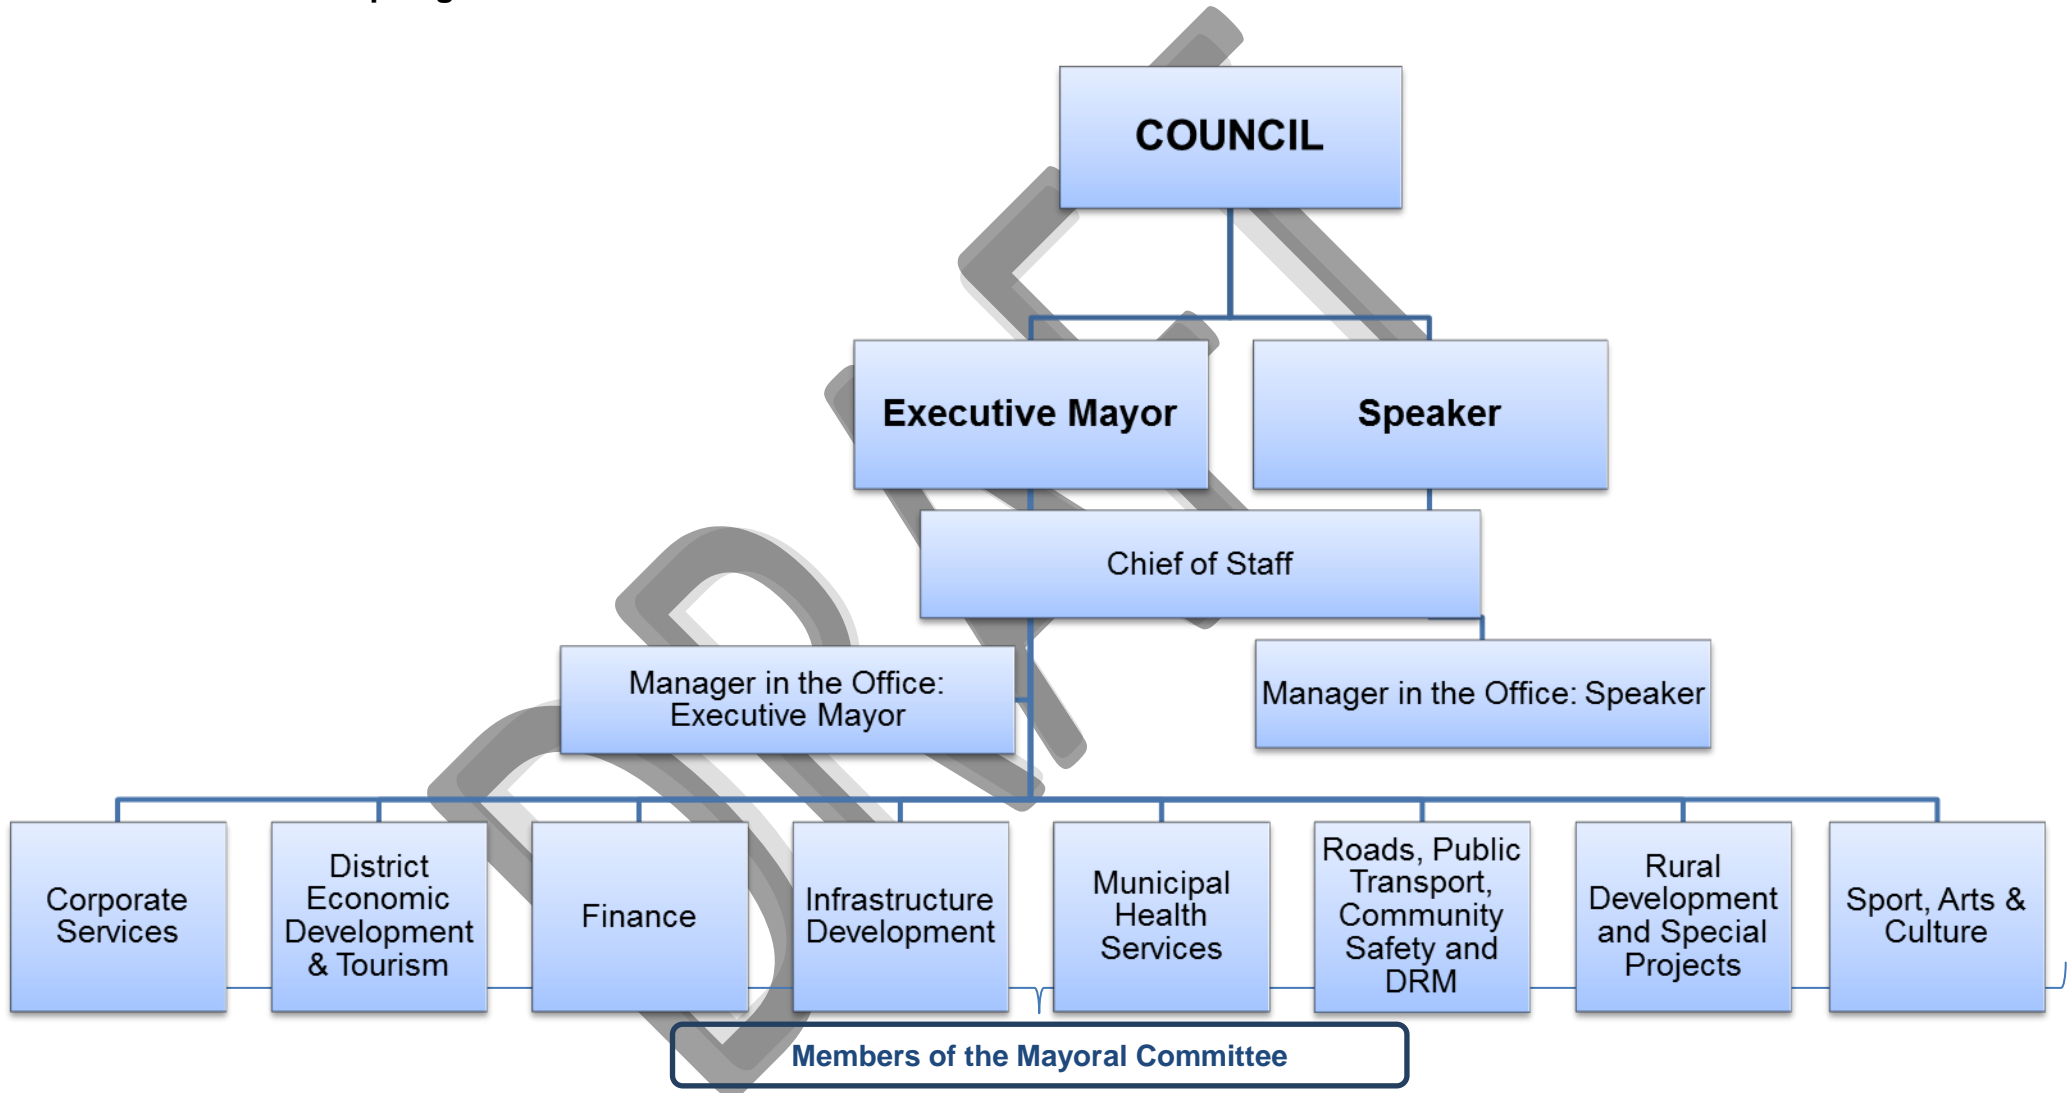 COUNCIL
Executive Mayor
Speaker
Chief of Staff
Manager in the Office:
Executive Mayor
Manager in the Office: Speaker
Corporate
Services
District
Economic
Development
& Tourism
Finance
Infrastructure
Development
Municipal
Health
Services
Roads, Public
Transport,
Community
Safety and
DRM
Rural
Development
and Special
Projects
Sport, Arts &
Culture
Members of the Mayoral Committee
DRAFT